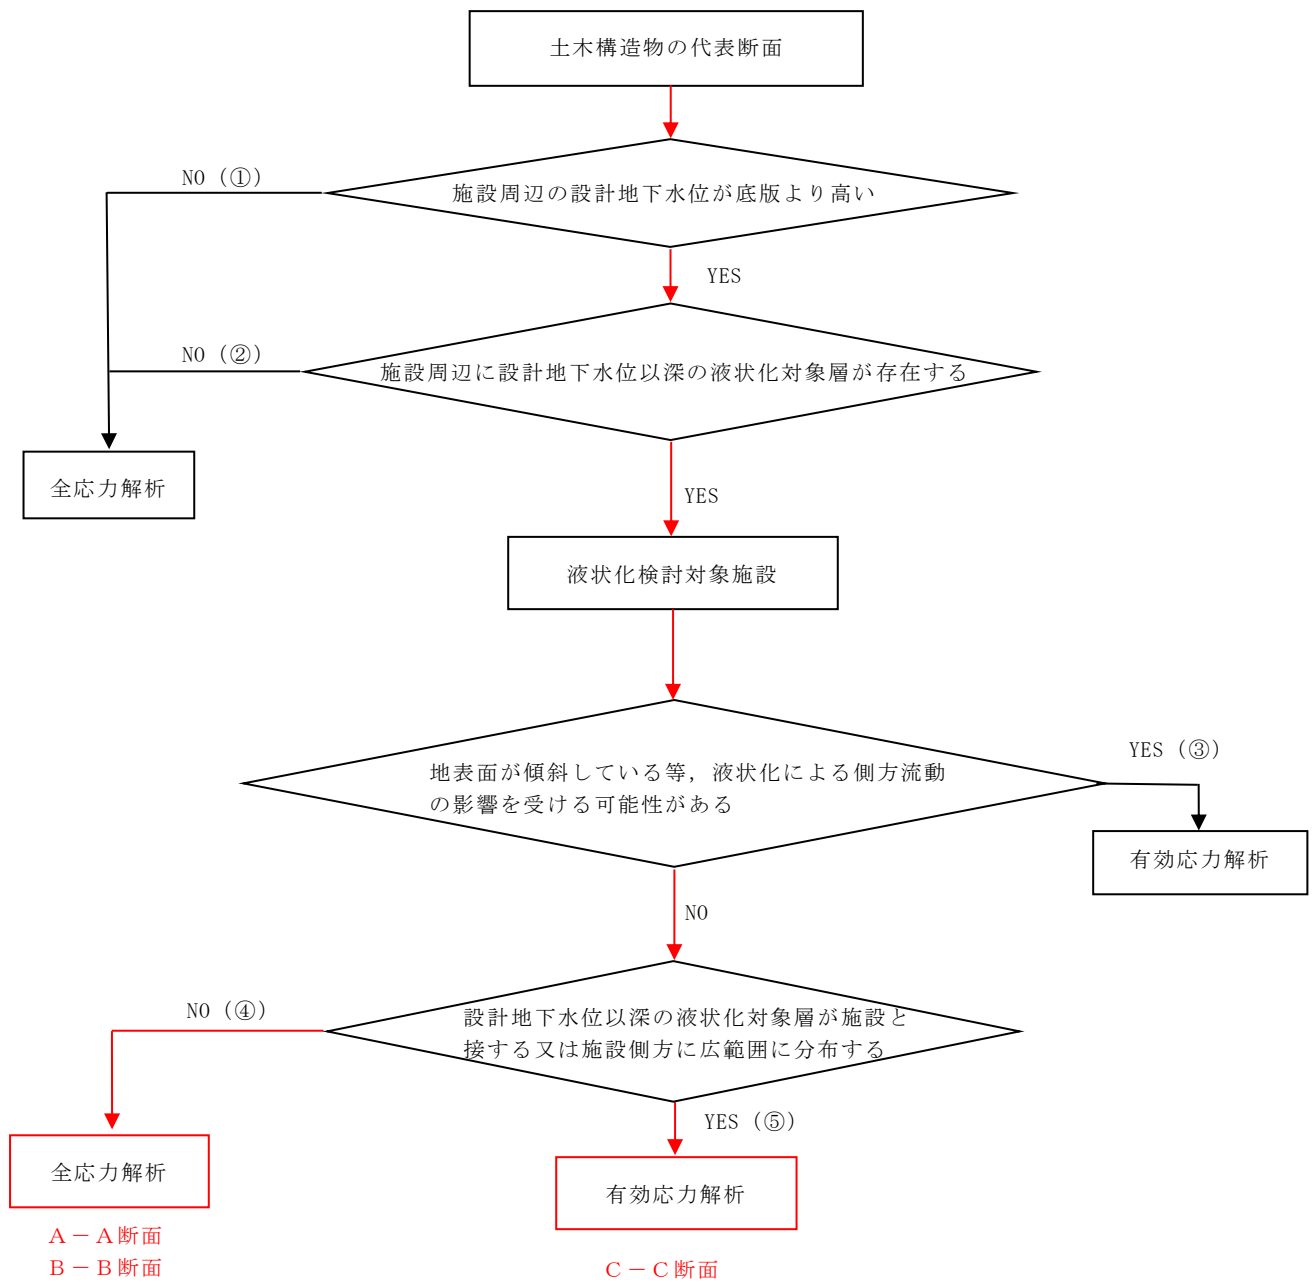 土木構造物の代表断面
NO（①）
施設周辺の設計地下水位が底版より高い
YES
NO（②）
施設周辺に設計地下水位以深の液状化対象層が存在する
全応力解析
YES
液状化検討対象施設
YES（③）
地表面が傾斜している等，液状化による側方流動
の影響を受ける可能性がある
有効応力解析
NO
NO（④）
設計地下水位以深の液状化対象層が施設と
接する又は施設側方に広範囲に分布する
YES（⑤）
全応力解析
有効応力解析
Ａ－Ａ断面
Ｂ－Ｂ断面
Ｃ－Ｃ断面